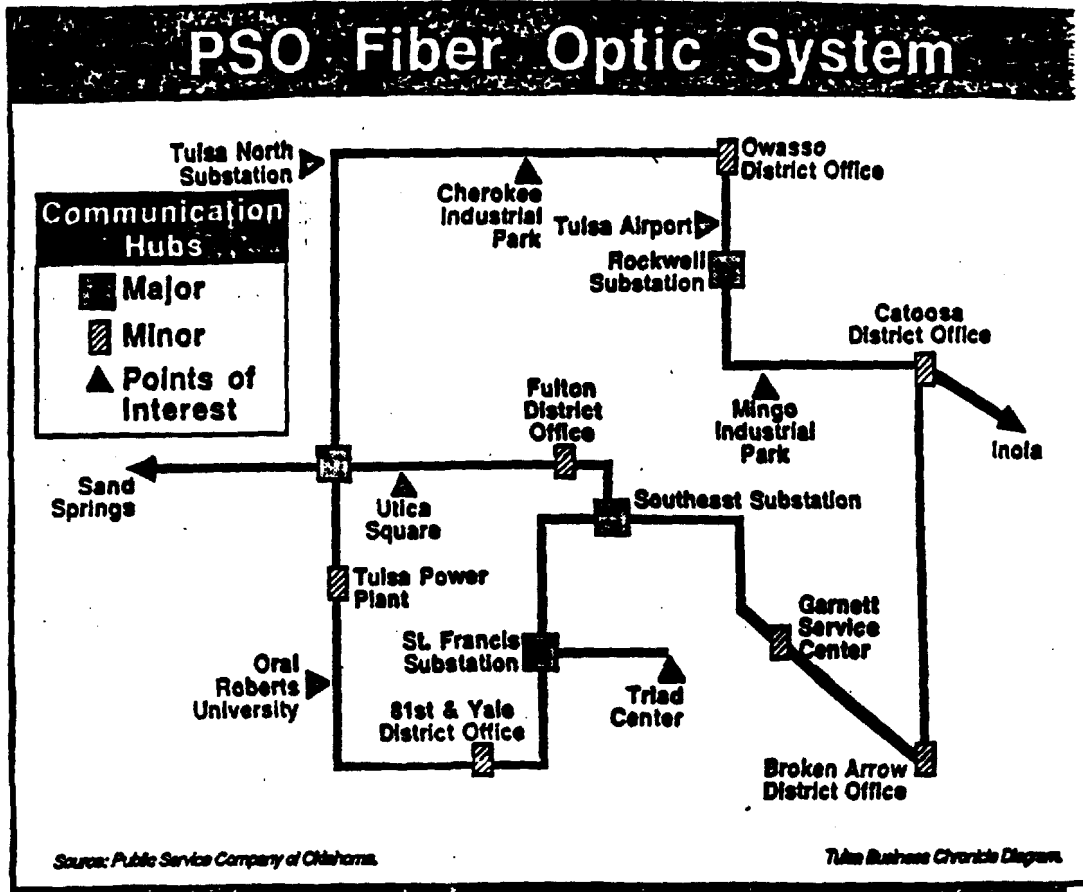 PSO Fiber Optic System
Tulsa North
Substation
Cherokee
Industrial
Park
Owasso
District Office
Tulsa Airport
Rockwell
Substation
Communication
Hubs
Major
Minor
Points of
Interest
Catoosa
District Office
Fulton
District
Office
Mingo
Industrial
Park
Inola
Sand
Springs
Utica
Square
Southeast Substation
Tulsa Power
Plant
Garnett
Service
Center
St. Francis
Substation
Oral
Roberts
University
Triad
Center
81st & Yale
District Office
Broken Arrow
District Office
Source: Public Service Company of Oklahoma.
Tulsa Business Chronicle Diagram.